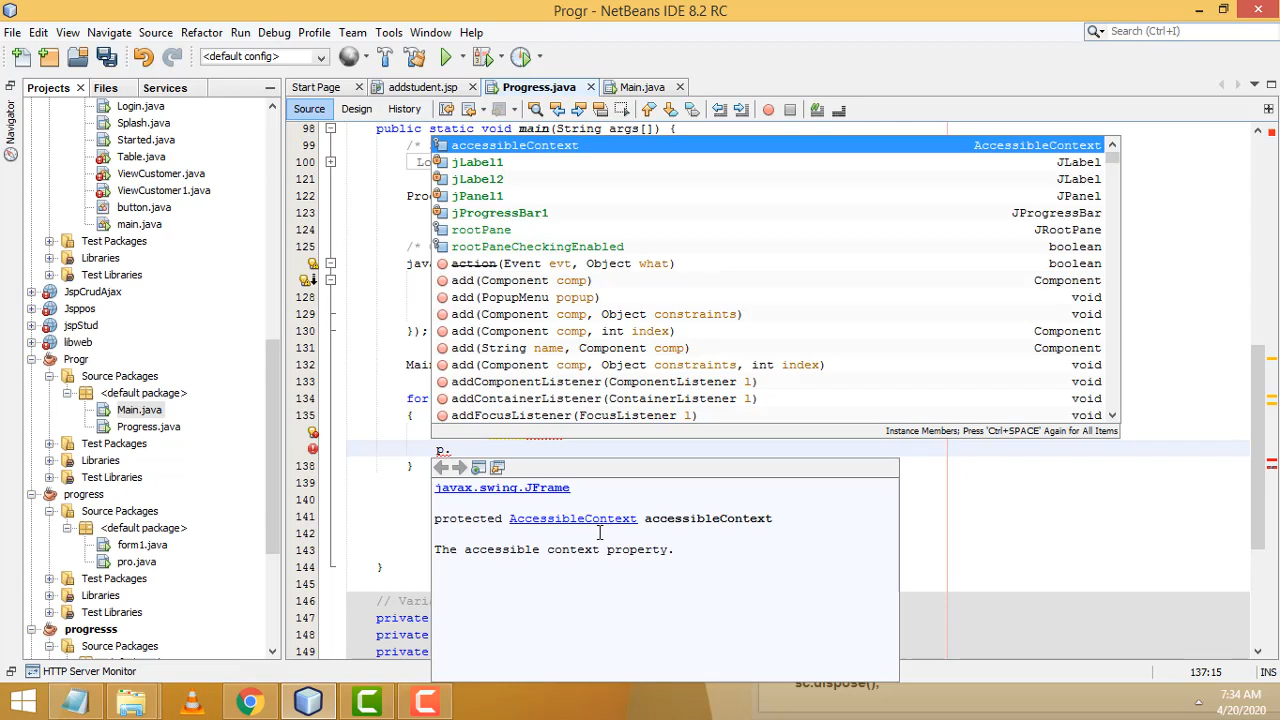 Progr - NetBeans IDE 8.2 RC
File Edit View Navigate Source Refactor Run Debug Profile Team Tools Window Help
Search (Ctrl+I)
<default config>
Projects Files Services
Start Page addstudent.jsp Progress.java Main.java
Source Design History
Navigator
Login.java
Splash.java
Started.java
Table.java
ViewCustomer.java
ViewCustomer1.java
button.java
main.java
Test Packages
Libraries
Test Libraries
JspCrudAjax
Jsppos
jspStud
libweb
Progr
Source Packages
<default package>
Main.java
Progress.java
Test Packages
Libraries
Test Libraries
progress
Source Packages
<default package>
form1.java
pro.java
Test Packages
Libraries
Test Libraries
progresss
Source Packages
98 public static void main(String args[]) {
99 /*
100 Lo
121
122 Pro
123
124
125 /* C
java
128
129
130 });
131
132 Main
133
134 for
135 {
p.
138 }
139
140
141
142
143
144 }
145
146 // Vari
147 private
148 private
149 private
accessibleContext AccessibleContext
jLabel1 JLabel
jLabel2 JLabel
jPanel1 JPanel
jProgressBar1 JProgressBar
rootPane JRootPane
rootPaneCheckingEnabled boolean
action(Event evt, Object what) boolean
add(Component comp) Component
add(PopupMenu popup) void
add(Component comp, Object constraints) void
add(Component comp, int index) Component
add(String name, Component comp) Component
add(Component comp, Object constraints, int index) void
addComponentListener(ComponentListener l) void
addContainerListener(ContainerListener l) void
addFocusListener(FocusListener l) void
Instance Members; Press 'Ctrl+SPACE' Again for All Items
javax.swing.JFrame
protected AccessibleContext accessibleContext
The accessible context property.
HTTP Server Monitor
137:15 INS
sc.dispose();
7:34 AM
4/20/2020